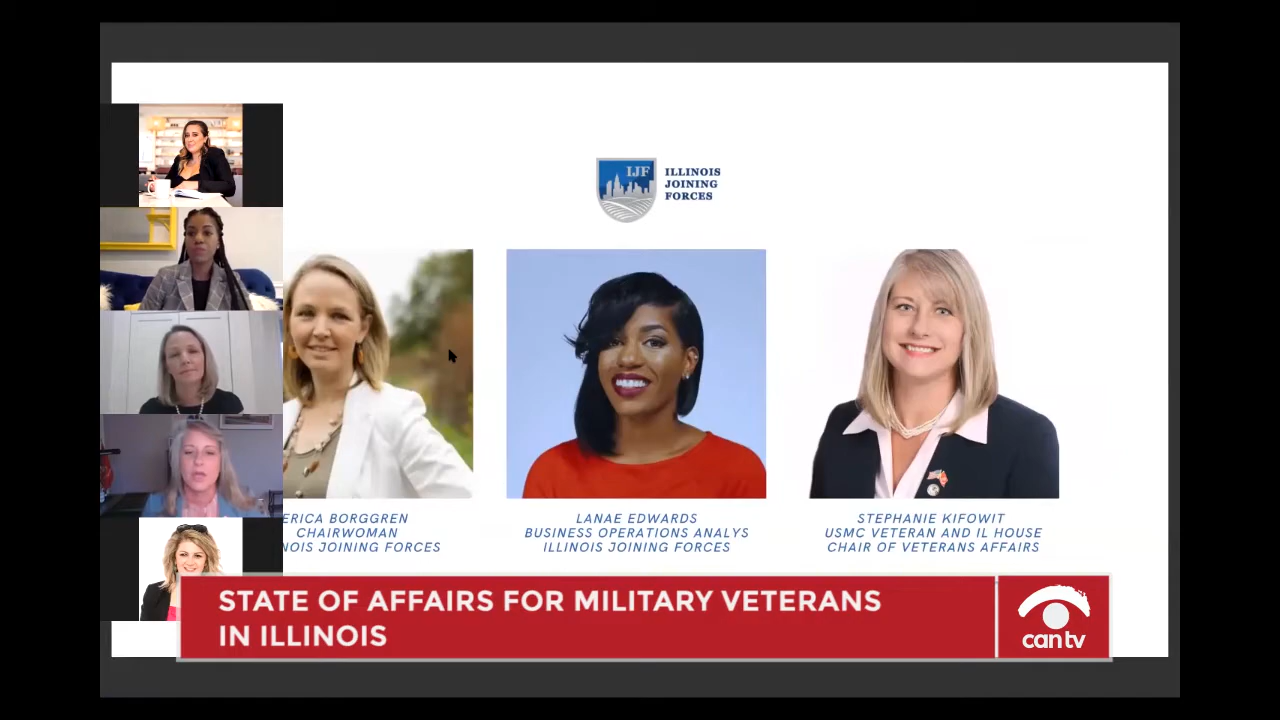 IJF
ILLINOIS
JOINING
FORCES
ERICA BORGGREN
CHAIRWOMAN
NOIS JOINING FORCES
LANAE EDWARDS
BUSINESS OPERATIONS ANALYS
ILLINOIS JOINING FORCES
STEPHANIE KIFOWIT
USMC VETERAN AND IL HOUSE
CHAIR OF VETERANS AFFAIRS
STATE OF AFFAIRS FOR MILITARY VETERANS
IN ILLINOIS
can tv